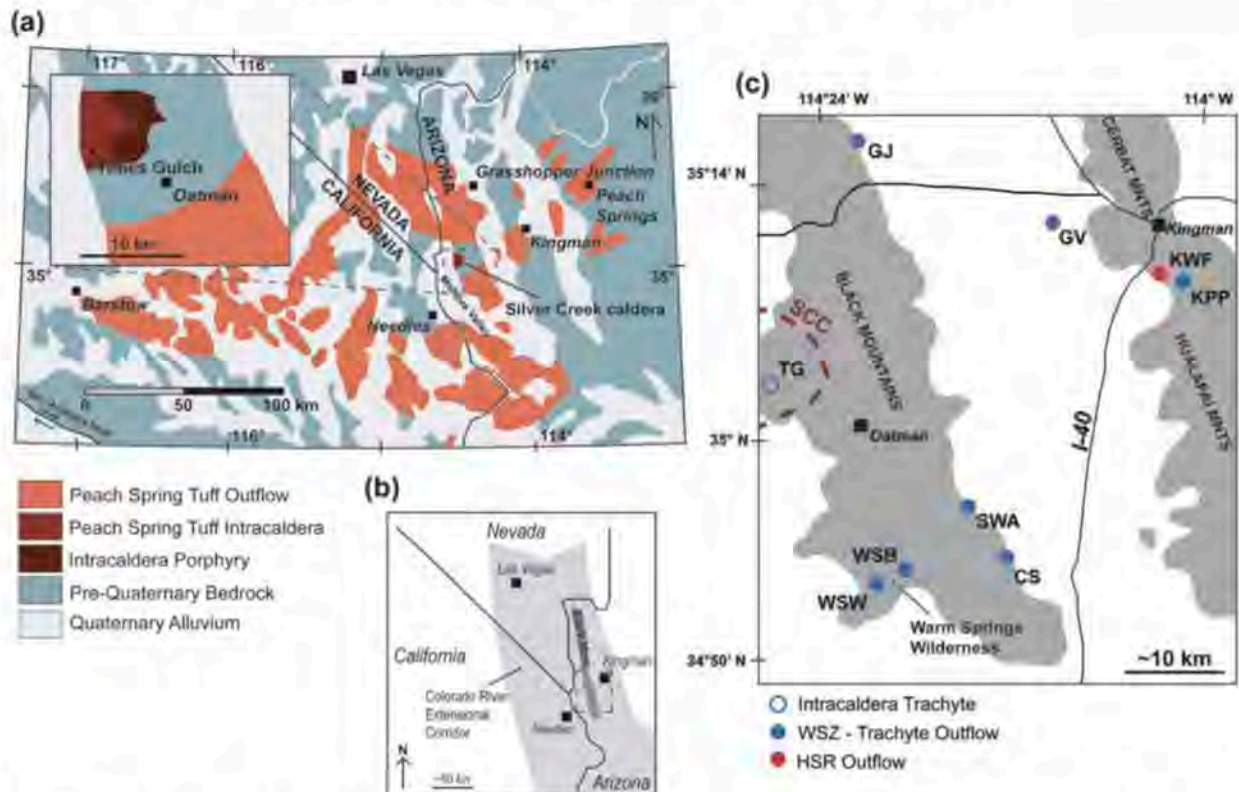 (a)
117°
116°
114°
Las Vegas
36°
N
ARIZONA
NEVADA
CALIFORNIA
Grasshopper Junction
Peach
Springs
Kingman
Silver Creek caldera
Needles
Barstow
35°
35°
Oatman
10 km
0
50
100 km
116°
114°
Peach Spring Tuff Outflow
Peach Spring Tuff Intracaldera
Intracaldera Porphyry
Pre-Quaternary Bedrock
Quaternary Alluvium
(b)
Nevada
Las Vegas
California
Kingman
Colorado River
Extensional
Corridor
Needles
N
Arizona
(c)
114°24' W
114° W
35°14' N
35° N
34°50' N
GJ
CERBAT MNTS
GV
Kingman
KWF
KPP
BLACK MOUNTAINS
SCC
TG
HUALAPAI MNTS
Oatman
I-40
SWA
WSB
CS
WSW
Warm Springs
Wilderness
~10 km
Intracaldera Trachyte
WSZ - Trachyte Outflow
HSR Outflow